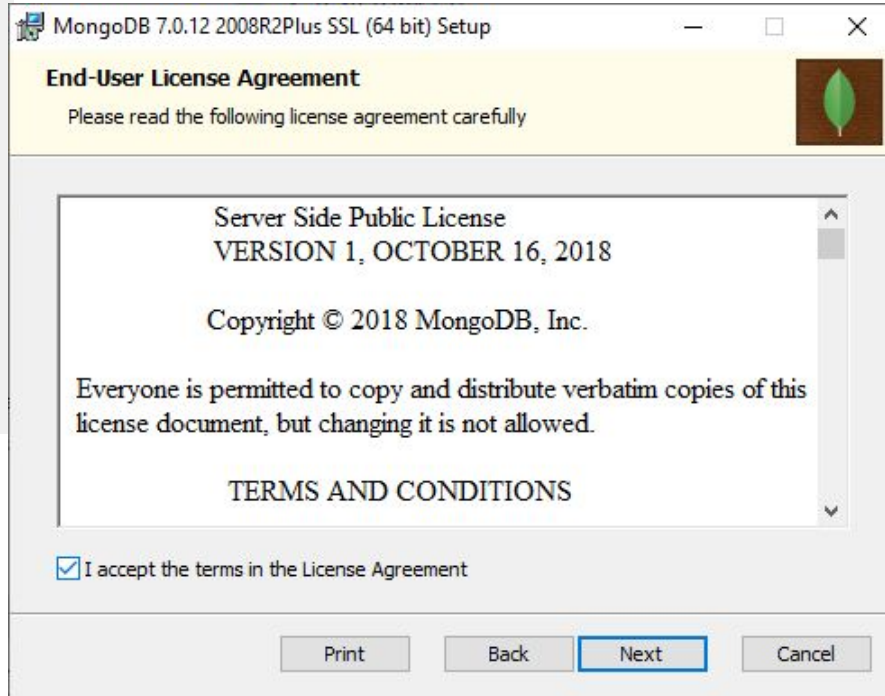 MongoDB 7.0.12 2008R2Plus SSL (64 bit) Setup
End-User License Agreement
Please read the following license agreement carefully
Server Side Public License
VERSION 1, OCTOBER 16, 2018
Copyright © 2018 MongoDB, Inc.
Everyone is permitted to copy and distribute verbatim copies of this
license document, but changing it is not allowed.
TERMS AND CONDITIONS
I accept the terms in the License Agreement
Print Back Next Cancel